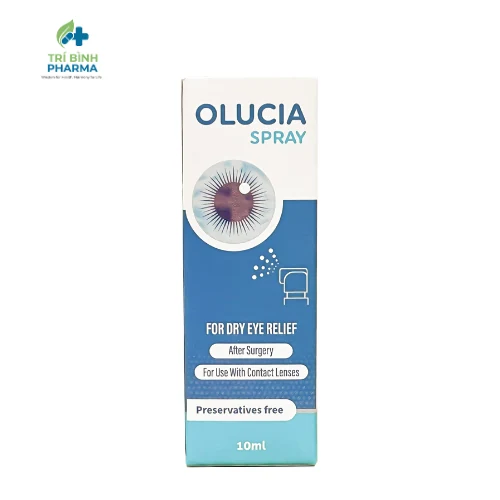 TRÍ BÌNH
PHARMA
OLUCIA
SPRAY
FOR DRY EYE RELIEF
After Surgery
For Use With Contact Lenses
Preservatives free
10ml